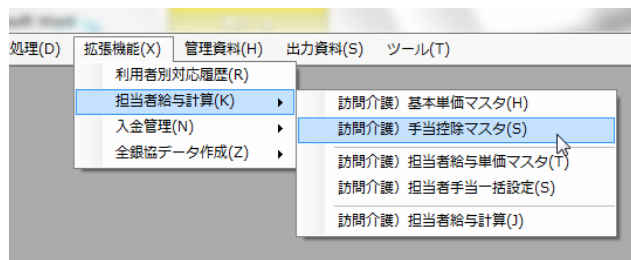 処理(D) 拡張機能(X) 管理資料(H) 出力資料(S) ツール(T)
利用者別対応履歴(R)
担当者給与計算(K)
入金管理(N)
全銀協データ作成(Z)
訪問介護）基本単価マスタ(H)
訪問介護）手当控除マスタ(S)
訪問介護）担当者給与単価マスタ(T)
訪問介護）担当者手当一括設定(S)
訪問介護）担当者給与計算(J)